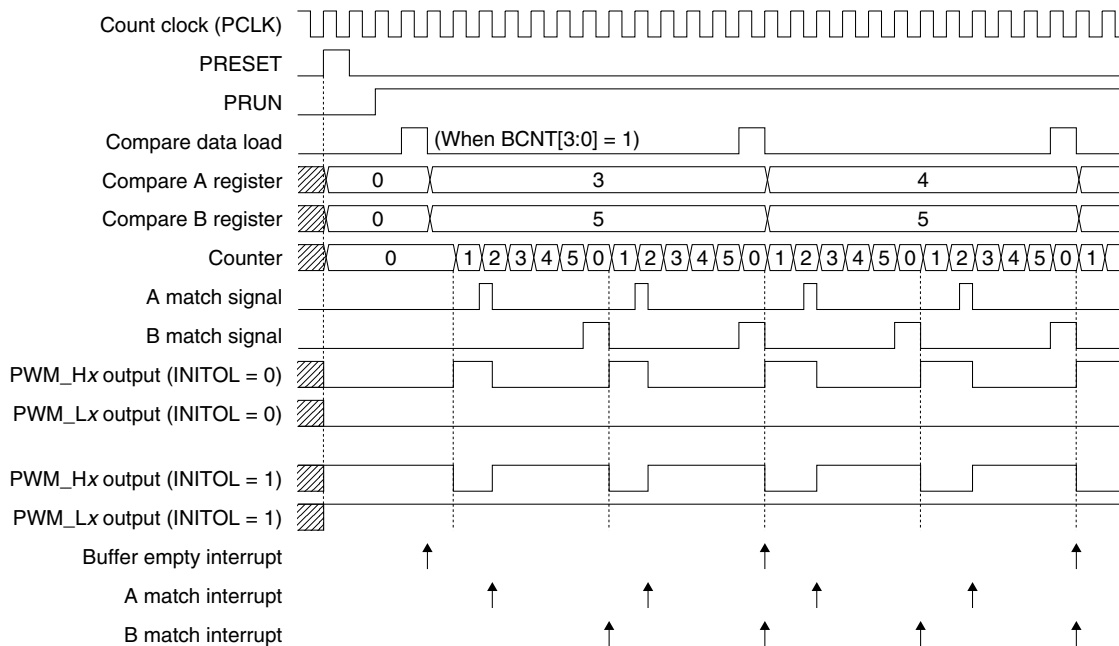 Count clock (PCLK)
PRESET
PRUN
Compare data load (When BCNT[3:0] = 1)
Compare A register 0 3 4
Compare B register 0 5 5
Counter 0 1 2 3 4 5 0 1 2 3 4 5 0 1 2 3 4 5 0 1 2 3 4 5 0 1
A match signal
B match signal
PWM_Hx output (INITOL = 0)
PWM_Lx output (INITOL = 0)
PWM_Hx output (INITOL = 1)
PWM_Lx output (INITOL = 1)
Buffer empty interrupt
A match interrupt
B match interrupt